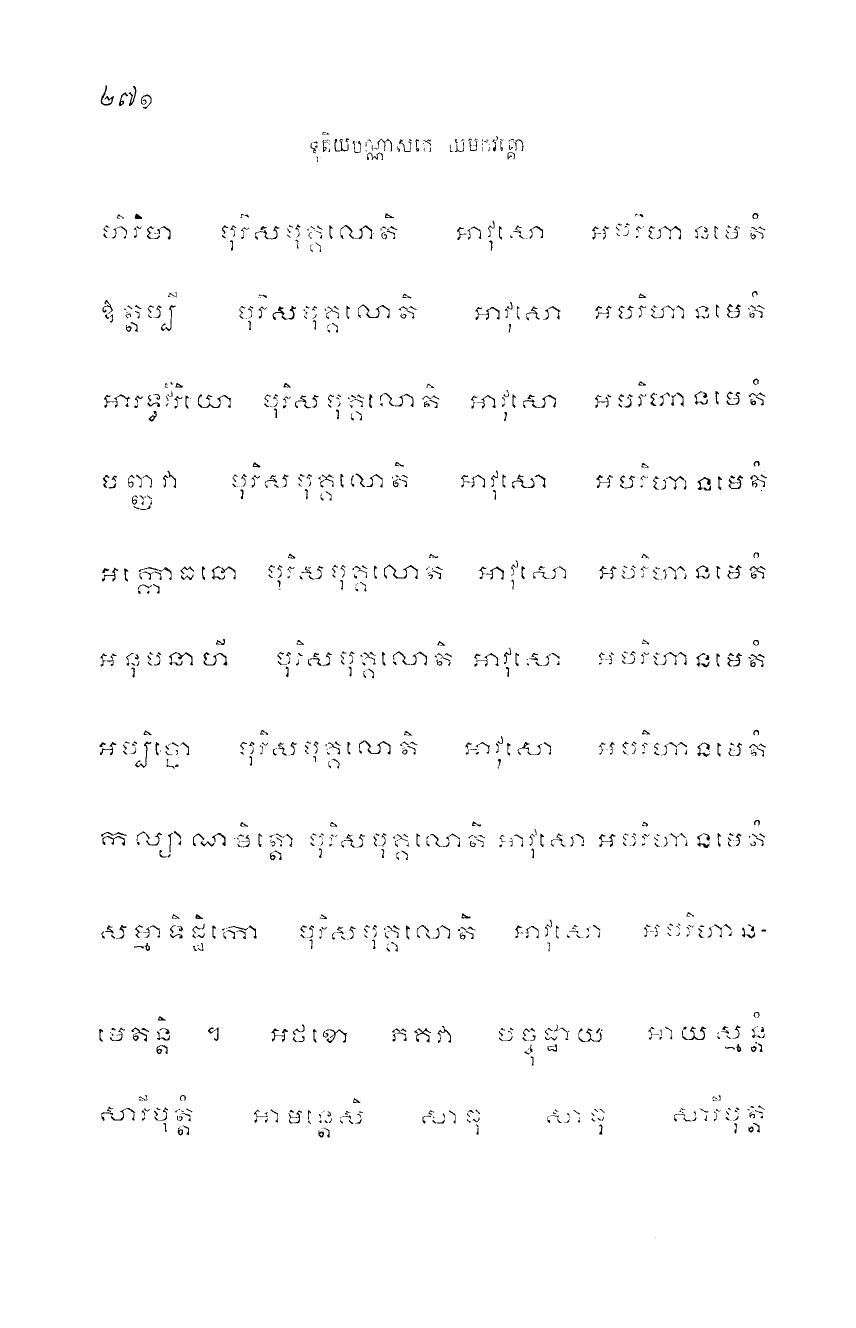 ២៧១
ទុតិយបណ្ណាសកេ យមកវគ្គោ
ហិរិមា បុរិសបុគ្គលោតិ អាវុសោ អបរិហានមេតំ
ឱត្តប្បី បុរិសបុគ្គលោតិ អាវុសោ អបរិហានមេតំ
អារទ្ធវីរិយោ បុរិសបុគ្គលោតិ អាវុសោ អបរិហានមេតំ
បញ្ញវា បុរិសបុគ្គលោតិ អាវុសោ អបរិហានមេតំ
អក្កោធនោ បុរិសបុគ្គលោតិ អាវុសោ អបរិហានមេតំ
អនុបនាហី បុរិសបុគ្គលោតិ អាវុសោ អបរិហានមេតំ
អប្បិច្ឆោ បុរិសបុគ្គលោតិ អាវុសោ អបរិហានមេតំ
កល្យាណមិត្តោ បុរិសបុគ្គលោតិ អាវុសោ អបរិហានមេតំ
សម្មាទិដ្ឋិកោ បុរិសបុគ្គលោតិ អាវុសោ អបរិហាន-
មេតន្តិ ។ អថខោ ភគវា បច្ចុដ្ឋាយ អាយស្មន្តំ
សារីបុត្តំ អាមន្តេសិ សាធុ សាធុ សារីបុត្ត